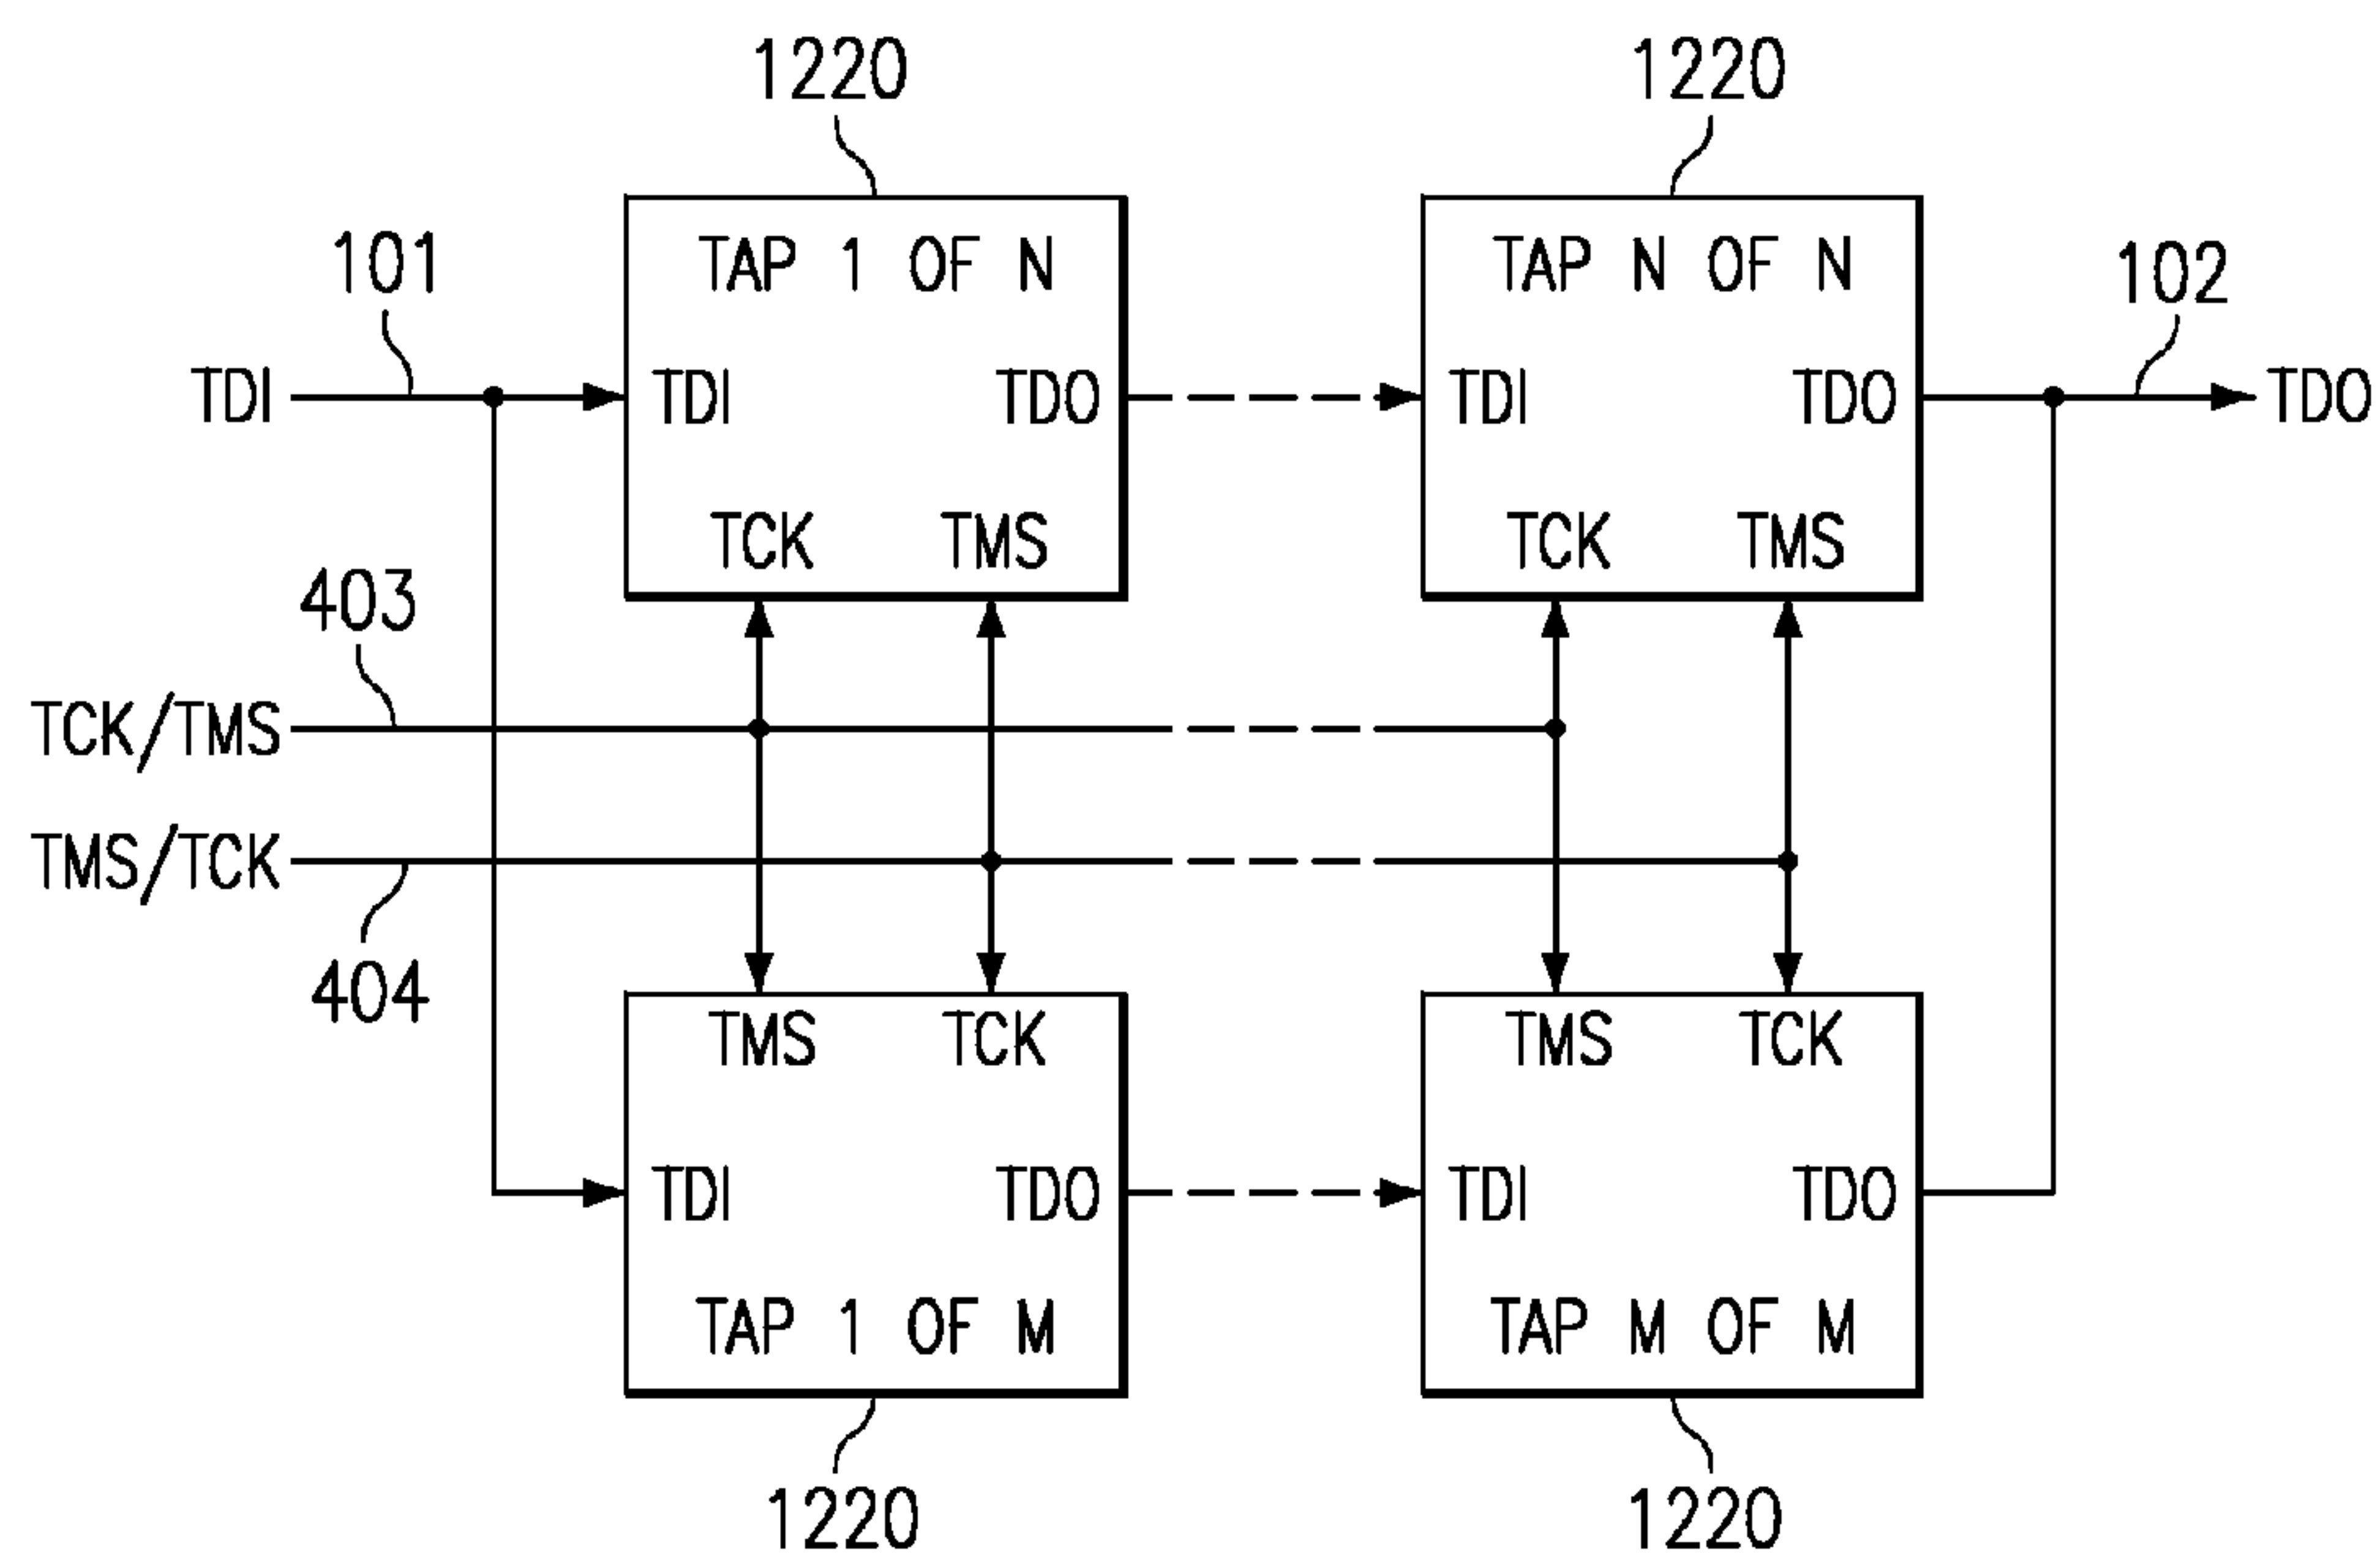 1220 1220
TAP 1 OF N TAP N OF N
101 102
TDI TDI TDO TDI TDO TDO
TCK TMS TCK TMS
403
TCK/TMS
TMS/TCK
404
TMS TCK TMS TCK
TDI TDO TDI TDO
TAP 1 OF M TAP M OF M
1220 1220